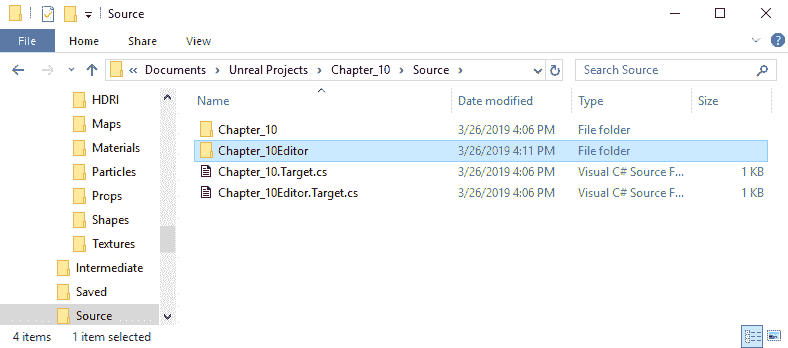 Source
File Home Share View
« Documents > Unreal Projects > Chapter_10 > Source > Search Source
Name Date modified Type Size
HDRI
Maps
Materials
Particles
Props
Shapes
Textures
Intermediate
Saved
Source
Chapter_10 3/26/2019 4:06 PM File folder
Chapter_10Editor 3/26/2019 4:11 PM File folder
Chapter_10.Target.cs 3/26/2019 4:06 PM Visual C# Source F... 1 KB
Chapter_10Editor.Target.cs 3/26/2019 4:06 PM Visual C# Source F... 1 KB
4 items 1 item selected